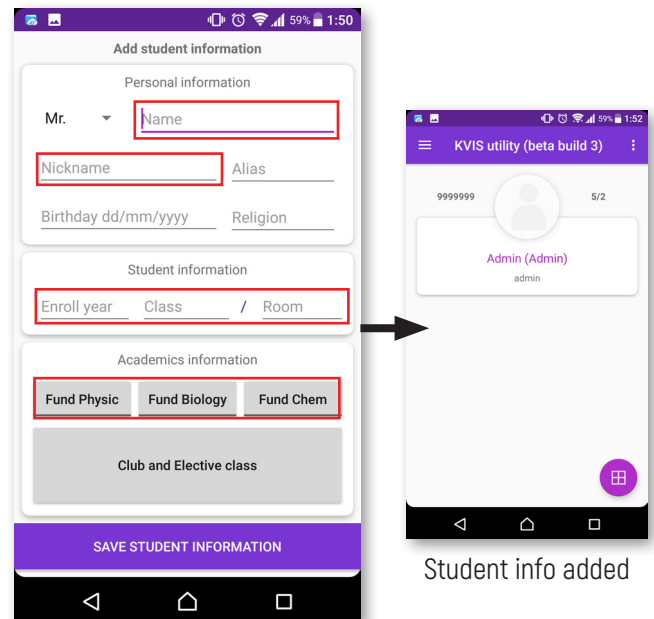 59% 1:50
Add student information
Personal information
Mr. Name
Nickname Alias
Birthday dd/mm/yyyy Religion
Student information
Enroll year Class / Room
Academics information
Fund Physic Fund Biology Fund Chem
Club and Elective class
SAVE STUDENT INFORMATION
59% 1:52
KVIS utility (beta build 3)
9999999 5/2
Admin (Admin)
admin
Student info added